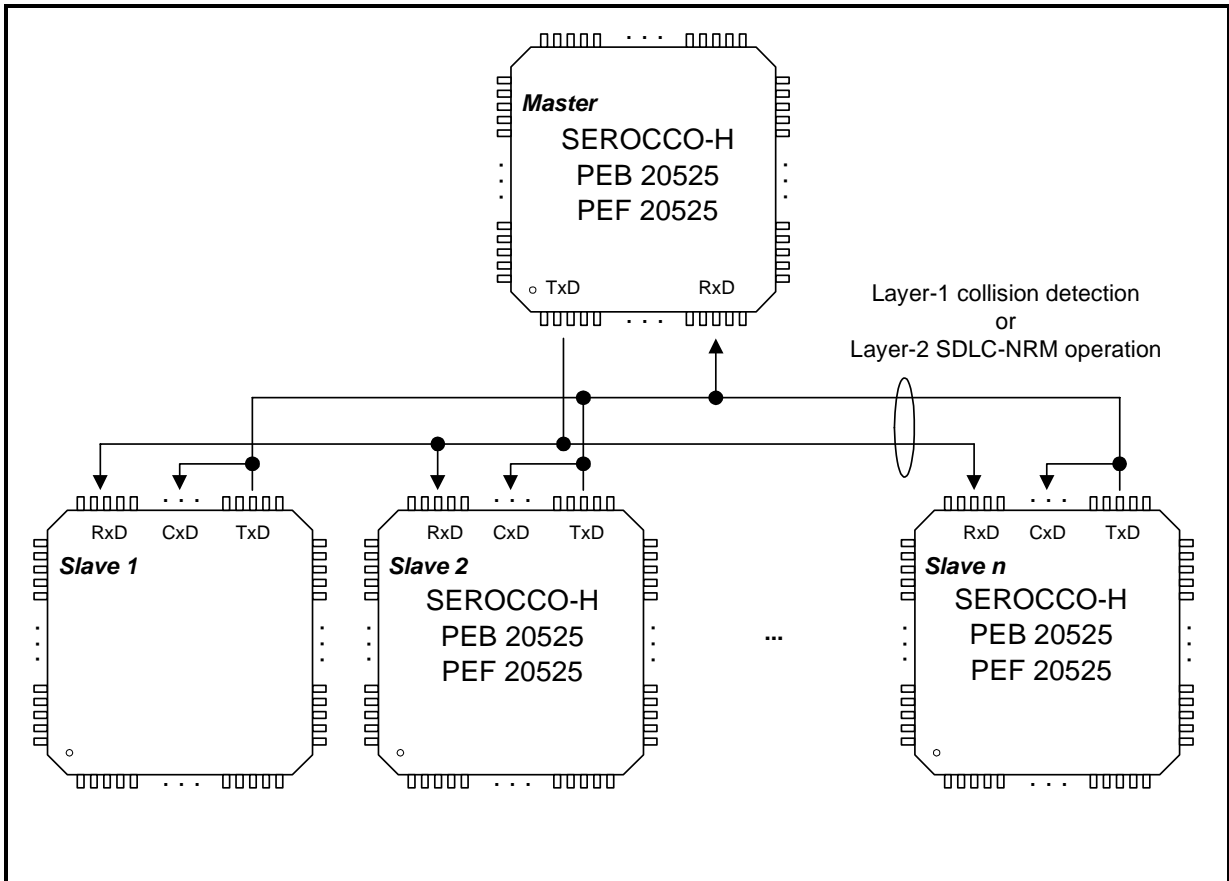 Master
SEROCCO-H
PEB 20525
PEF 20525
TxD RxD
Layer-1 collision detection
or
Layer-2 SDLC-NRM operation
RxD CxD TxD
Slave 1
RxD CxD TxD
Slave 2
SEROCCO-H
PEB 20525
PEF 20525
...
RxD CxD TxD
Slave n
SEROCCO-H
PEB 20525
PEF 20525